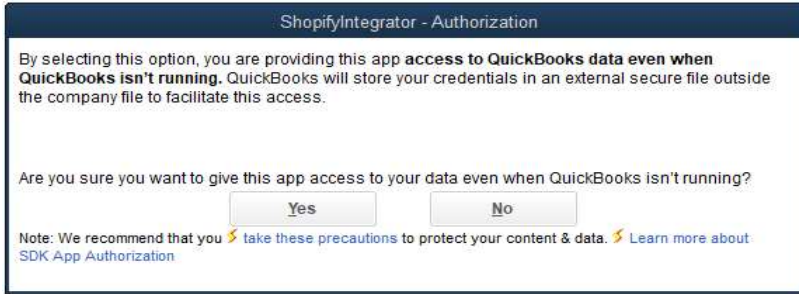 ShopifyIntegrator - Authorization
By selecting this option, you are providing this app access to QuickBooks data even when
QuickBooks isn't running. QuickBooks will store your credentials in an external secure file outside
the company file to facilitate this access.
Are you sure you want to give this app access to your data even when QuickBooks isn't running?
Yes No
Note: We recommend that you take these precautions to protect your content & data. Learn more about
SDK App Authorization